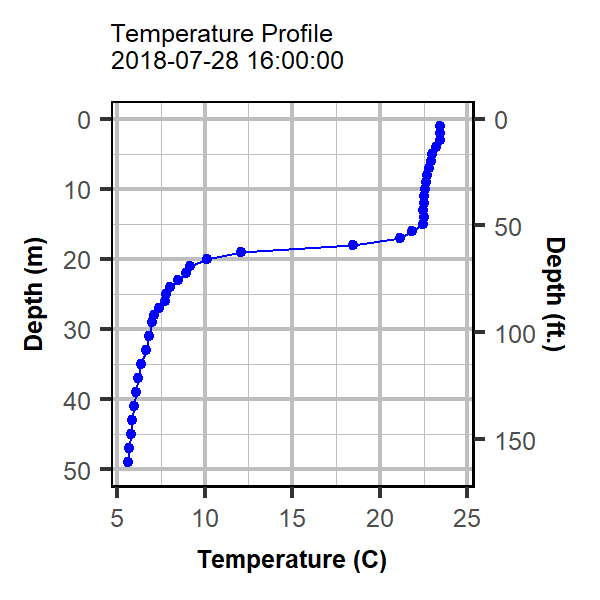 Temperature Profile
2018-07-28 16:00:00
0
10
20
30
40
50
Depth (m)
0
50
100
150
Depth (ft.)
5 10 15 20 25
Temperature (C)